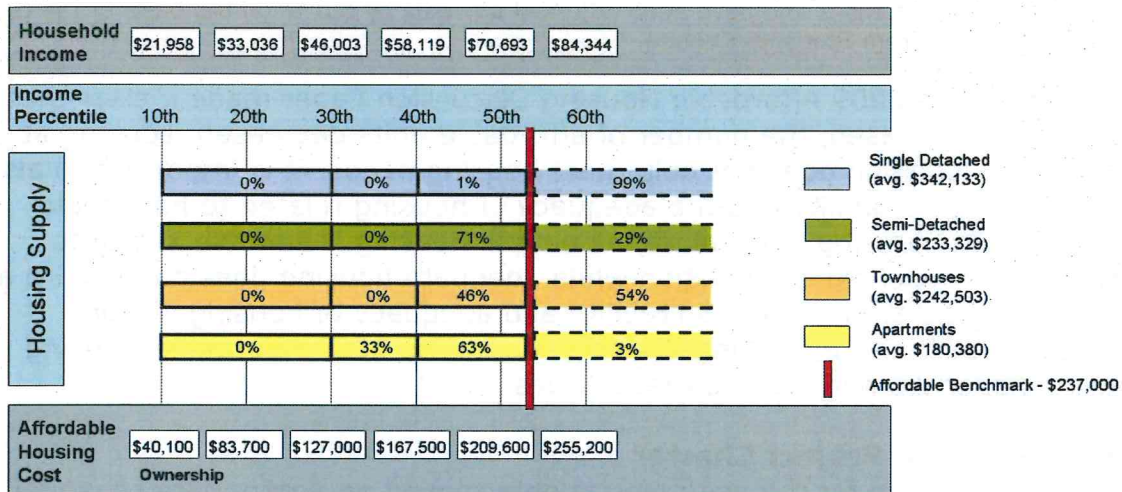 Household
Income
$21,958 $33,036 $46,003 $58,119 $70,693 $84,344
Income
Percentile 10th 20th 30th 40th 50th 60th
Housing Supply
0% 0% 1% 99%
0% 0% 71% 29%
0% 0% 46% 54%
0% 33% 63% 3%
Single Detached
(avg. $342,133)
Semi-Detached
(avg. $233,329)
Townhouses
(avg. $242,503)
Apartments
(avg. $180,380)
Affordable Benchmark - $237,000
Affordable
Housing
Cost
$40,100 $83,700 $127,000 $167,500 $209,600 $255,200
Ownership